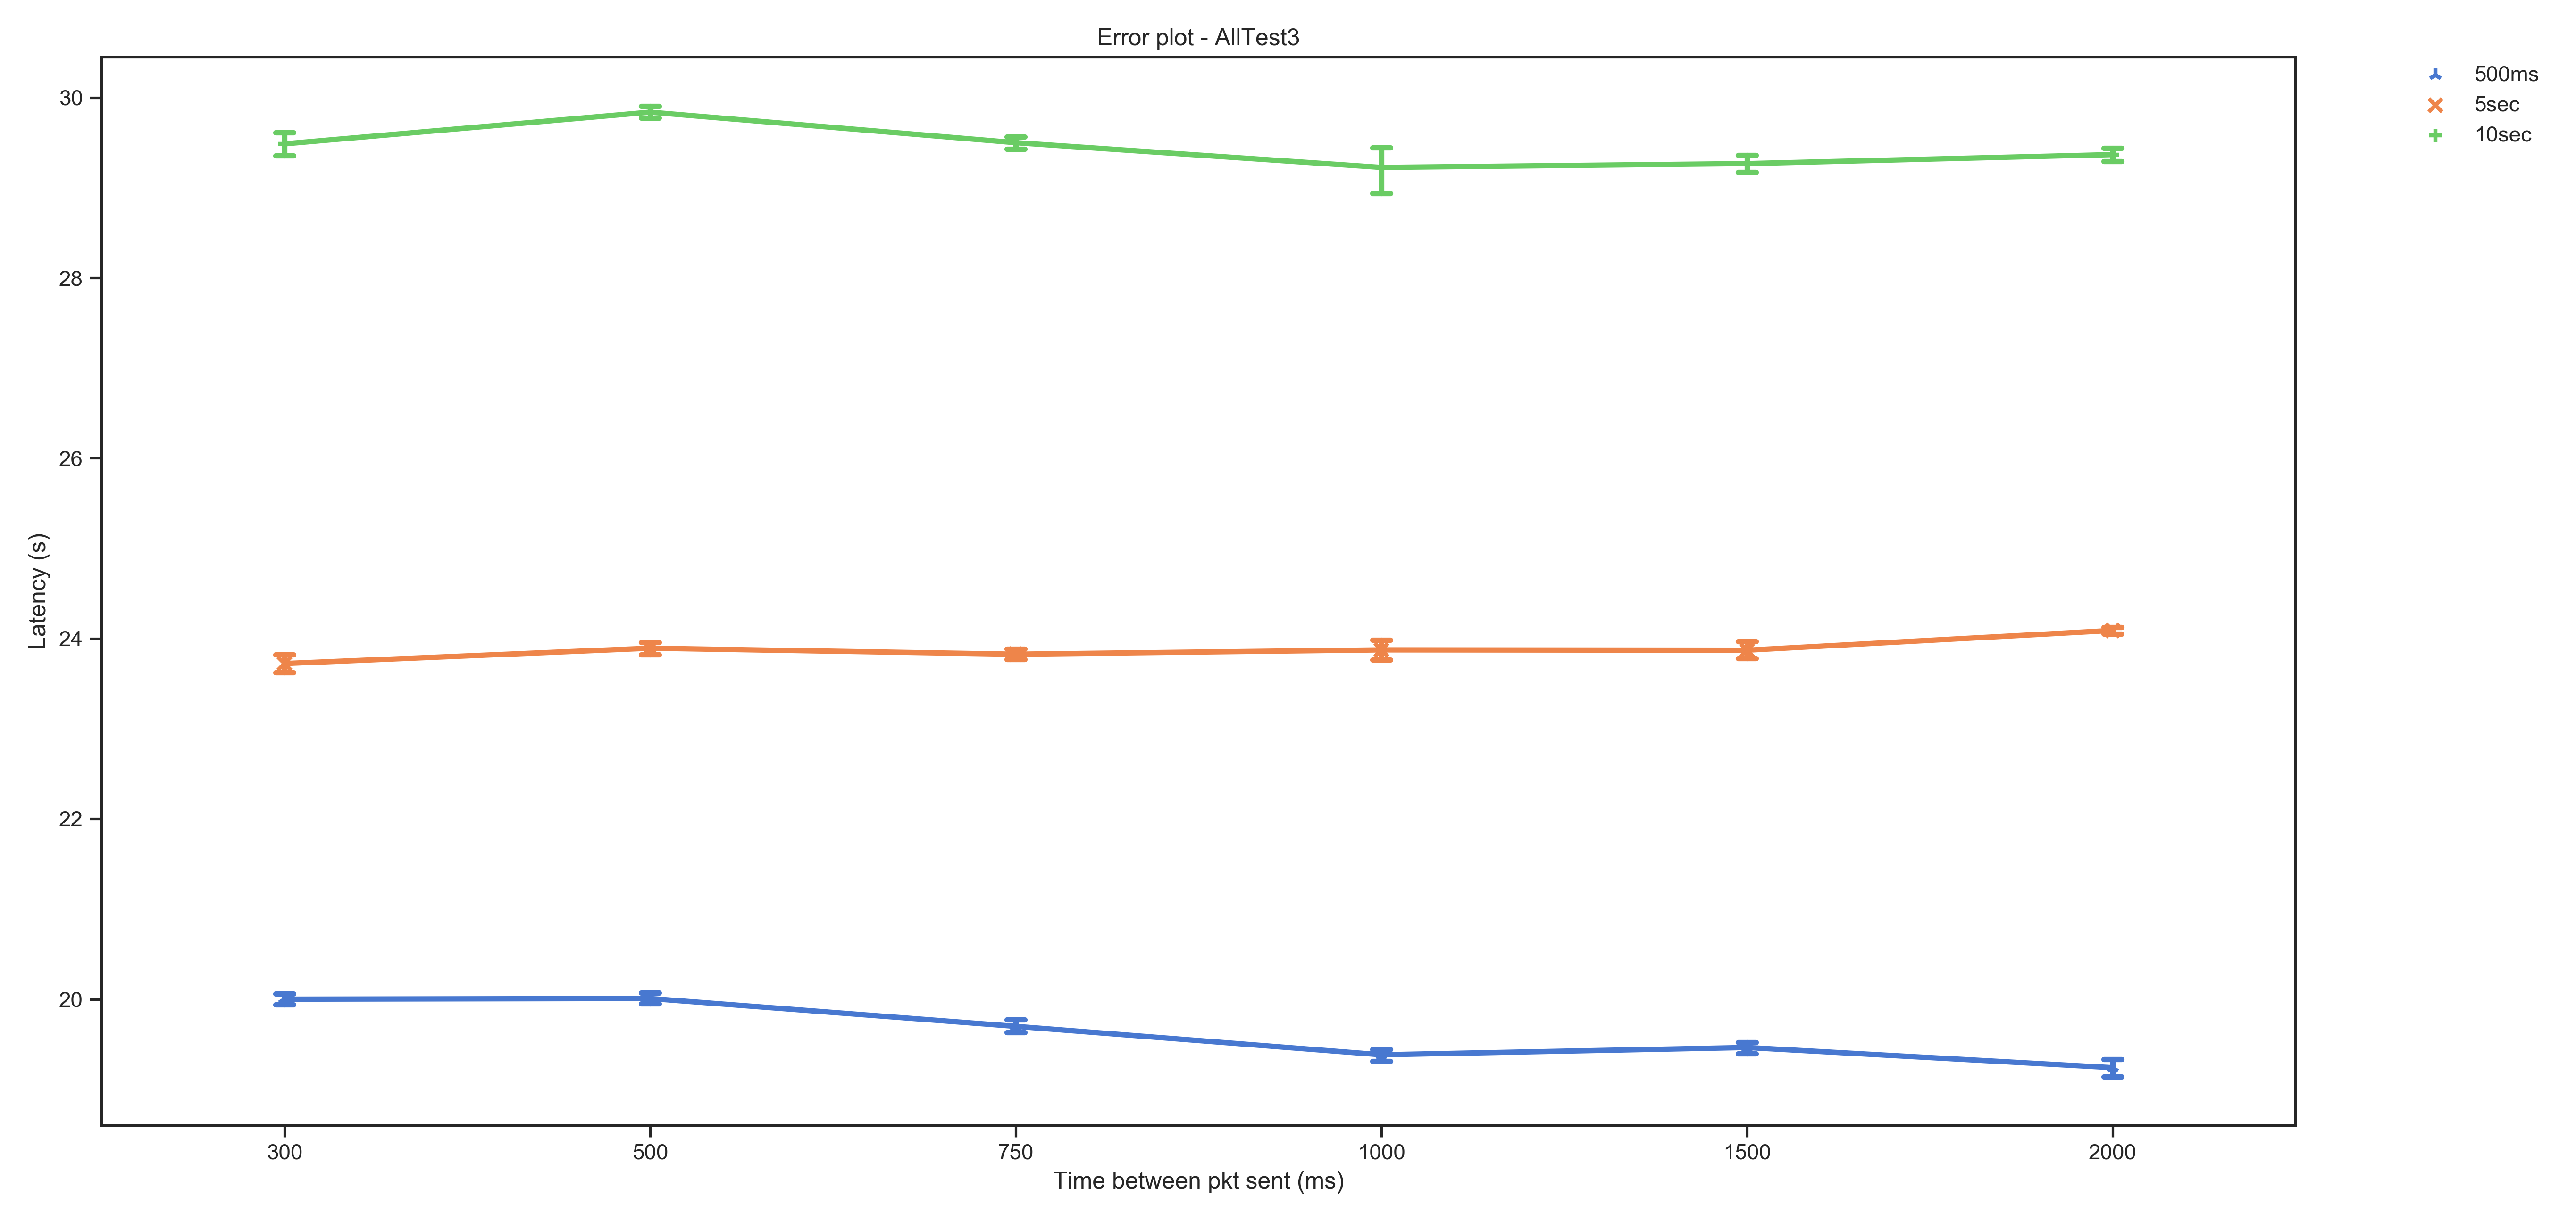 Error plot - AllTest3
500ms
5sec
10sec
Latency (s)
30
28
26
24
22
20
300 500 750 1000 1500 2000
Time between pkt sent (ms)